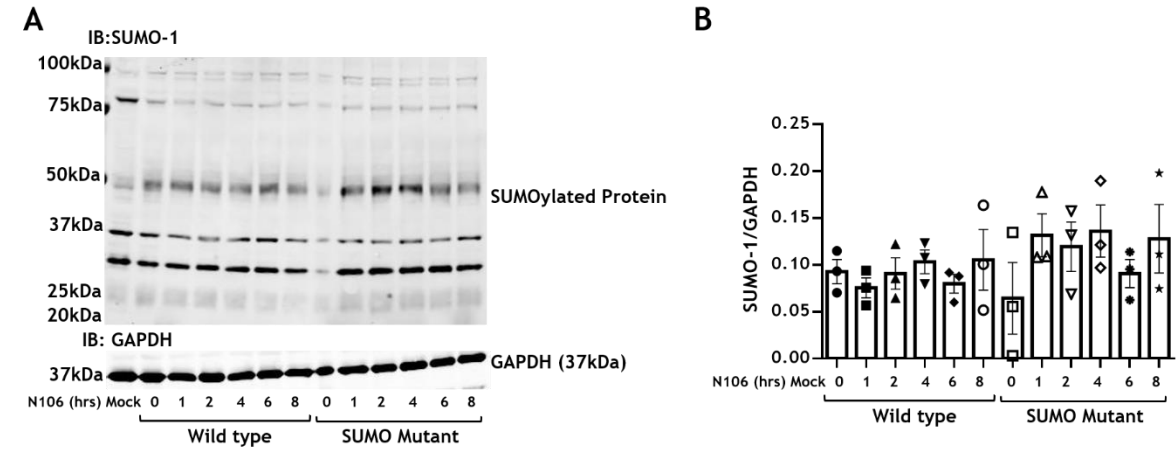 A
IB:SUMO-1
100kDa
75kDa
50kDa
SUMOylated Protein
37kDa
25kDa
20kDa
IB: GAPDH
37kDa
GAPDH (37kDa)
N106 (hrs) Mock 0 1 2 4 6 8 0 1 2 4 6 8
Wild type SUMO Mutant
B
SUMO-1/GAPDH
0.25
0.20
0.15
0.10
0.05
0.00
N106 (hrs) Mock 0 1 2 4 6 8 0 1 2 4 6 8
Wild type SUMO Mutant